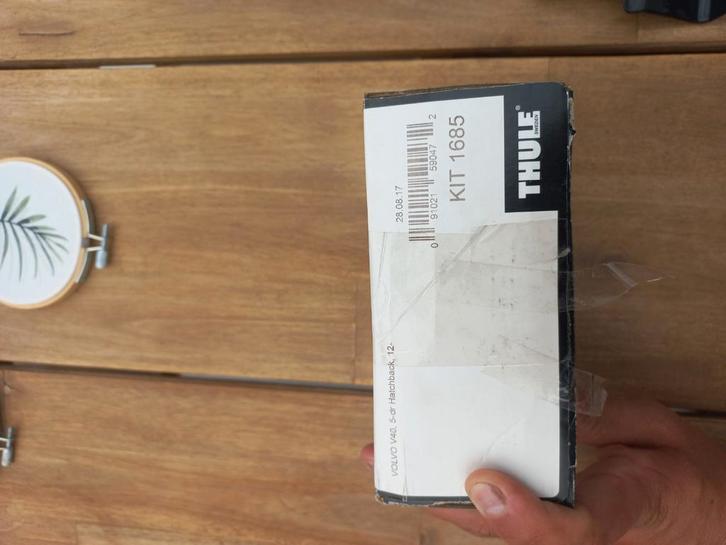 THULE®
SWEDEN
KIT 1685
28.08.17
0 91021 59047 2
VOLVO V40, 5-dr Hatchback, 12-